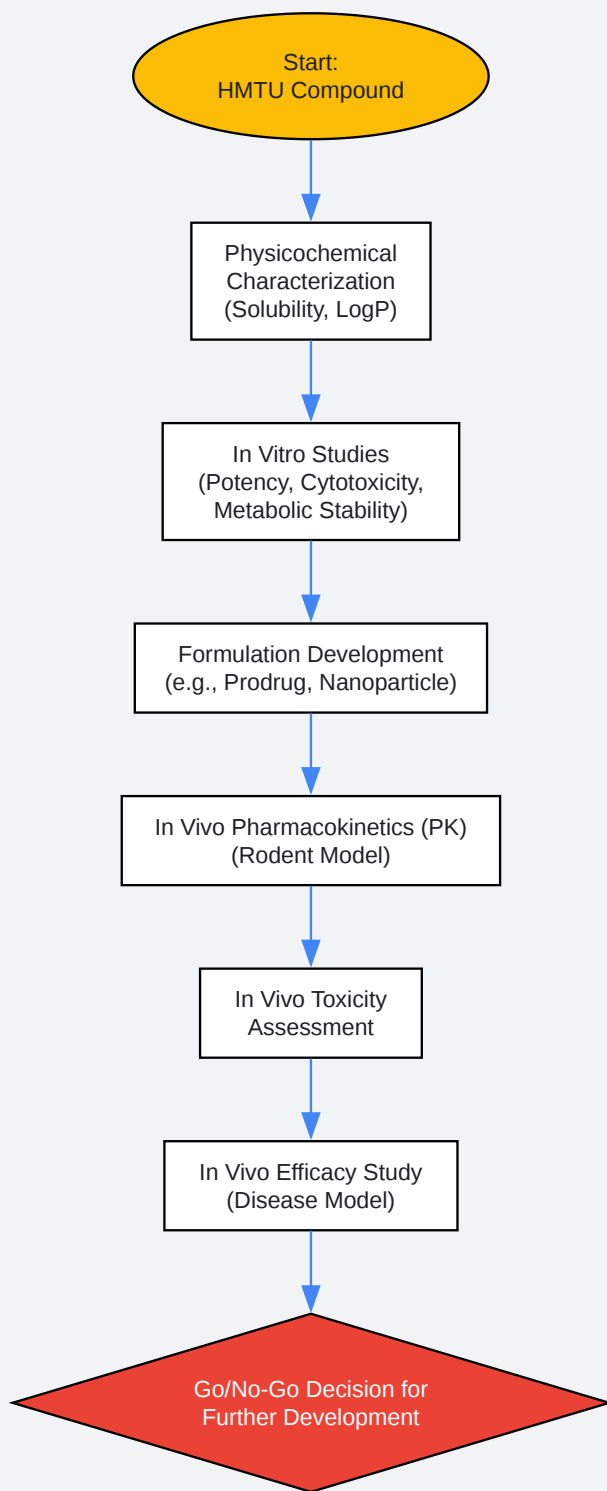 Start:
HMTU Compound
Physicochemical
Characterization
(Solubility, LogP)
In Vitro Studies
(Potency, Cytotoxicity,
Metabolic Stability)
Formulation Development
(e.g., Prodrug, Nanoparticle)
In Vivo Pharmacokinetics (PK)
(Rodent Model)
In Vivo Toxicity
Assessment
In Vivo Efficacy Study
(Disease Model)
Go/No-Go Decision for
Further Development